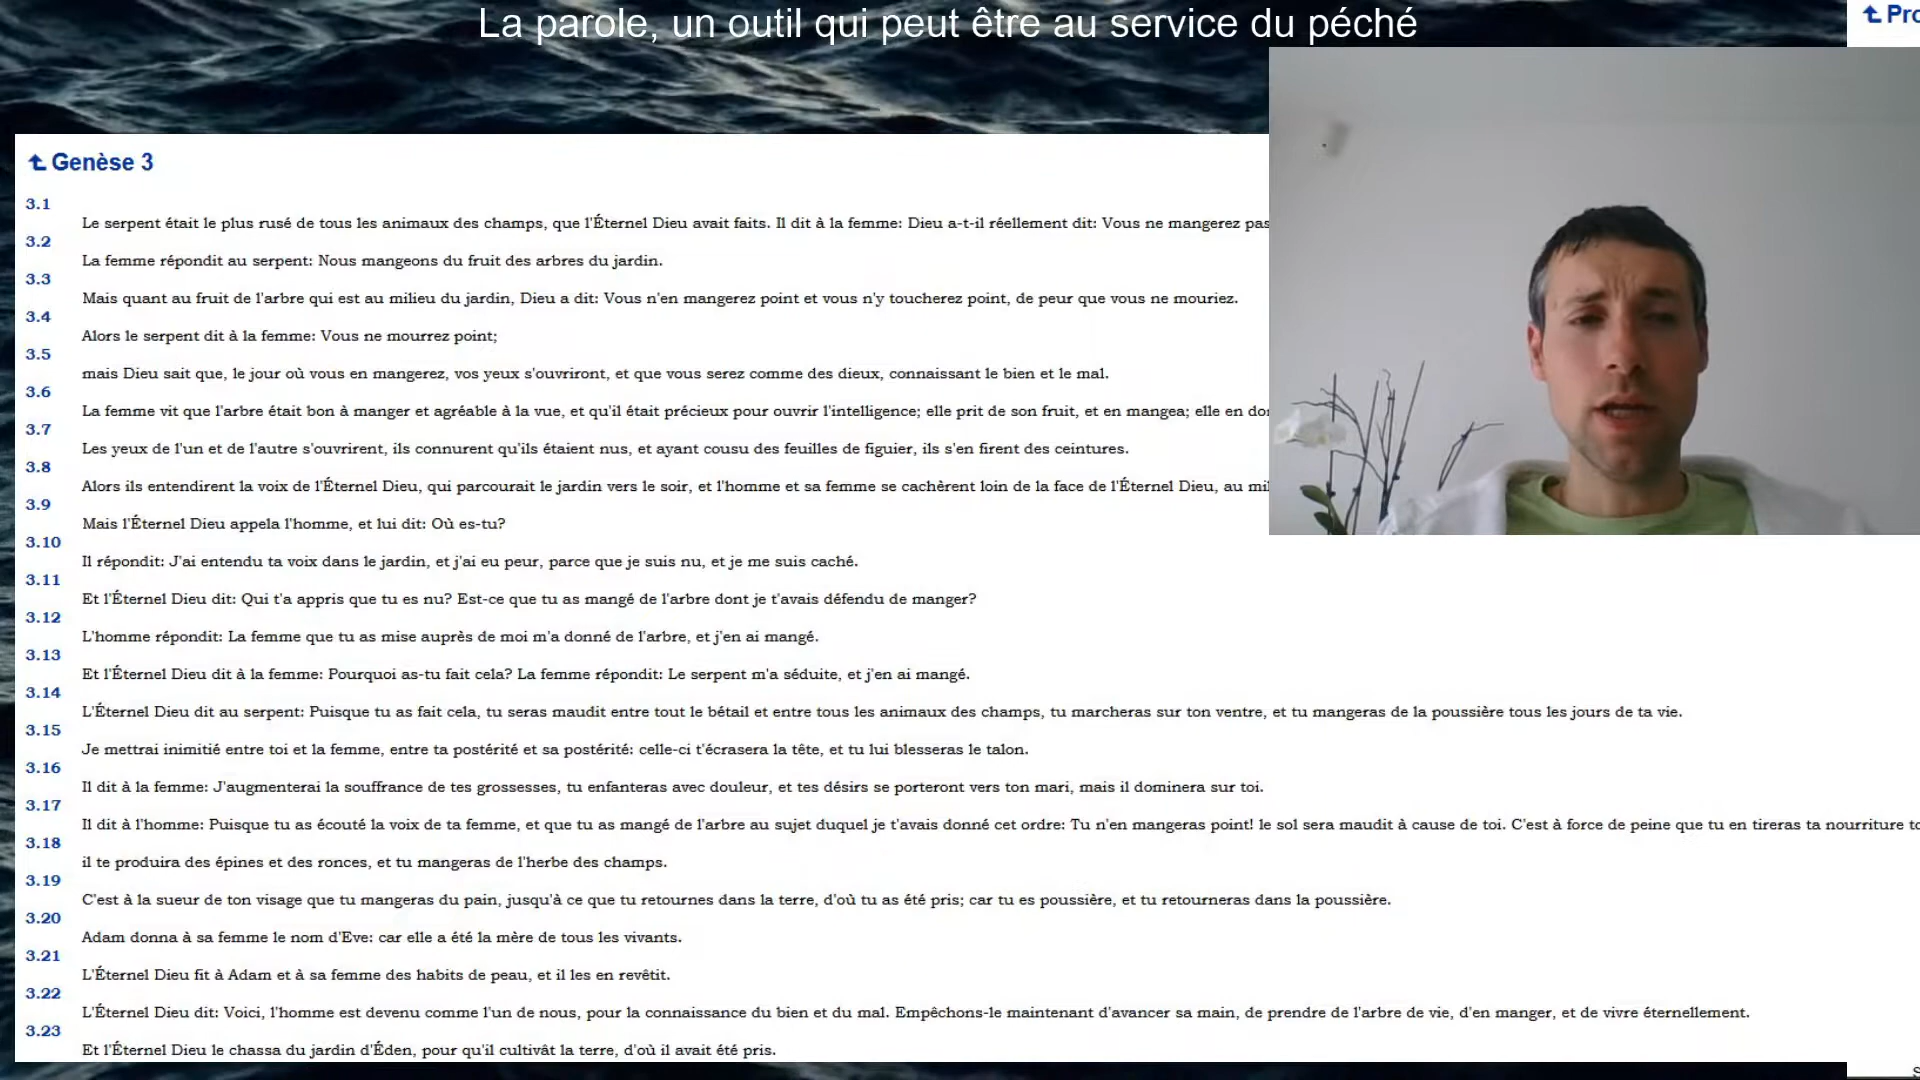 La parole, un outil qui peut être au service du péché
Genèse 3
3.1
Le serpent était le plus rusé de tous les animaux des champs, que l'Éternel Dieu avait faits. Il dit à la femme: Dieu a-t-il réellement dit: Vous ne mangerez pas
3.2
La femme répondit au serpent: Nous mangeons du fruit des arbres du jardin.
3.3
Mais quant au fruit de l'arbre qui est au milieu du jardin, Dieu a dit: Vous n'en mangerez point et vous n'y toucherez point, de peur que vous ne mouriez.
3.4
Alors le serpent dit à la femme: Vous ne mourrez point;
3.5
mais Dieu sait que, le jour où vous en mangerez, vos yeux s'ouvriront, et que vous serez comme des dieux, connaissant le bien et le mal.
3.6
La femme vit que l'arbre était bon à manger et agréable à la vue, et qu'il était précieux pour ouvrir l'intelligence; elle prit de son fruit, et en mangea; elle en
3.7
Les yeux de l'un et de l'autre s'ouvrirent, ils connurent qu'ils étaient nus, et ayant cousu des feuilles de figuier, ils s'en firent des ceintures.
3.8
Alors ils entendirent la voix de l'Éternel Dieu, qui parcourait le jardin vers le soir, et l'homme et sa femme se cachèrent loin de la face de l'Éternel Dieu, au
3.9
Mais l'Éternel Dieu appela l'homme, et lui dit: Où es-tu?
3.10
Il répondit: J'ai entendu ta voix dans le jardin, et j'ai eu peur, parce que je suis nu, et je me suis caché.
3.11
Et l'Éternel Dieu dit: Qui t'a appris que tu es nu? Est-ce que tu as mangé de l'arbre dont je t'avais défendu de manger?
3.12
L'homme répondit: La femme que tu as mise auprès de moi m'a donné de l'arbre, et j'en ai mangé.
3.13
Et l'Éternel Dieu dit à la femme: Pourquoi as-tu fait cela? La femme répondit: Le serpent m'a séduite, et j'en ai mangé.
3.14
L'Éternel Dieu dit au serpent: Puisque tu as fait cela, tu seras maudit entre tout le bétail et entre tous les animaux des champs, tu marcheras sur ton ventre, et tu mangeras de la poussière tous les jours de ta vie.
3.15
Je mettrai inimitié entre toi et la femme, entre ta postérité et sa postérité: celle-ci t'écrasera la tête, et tu lui blesseras le talon.
3.16
Il dit à la femme: J'augmenterai la souffrance de tes grossesses, tu enfanteras avec douleur, et tes désirs se porteront vers ton mari, mais il dominera sur toi.
3.17
Il dit à l'homme: Puisque tu as écouté la voix de ta femme, et que tu as mangé de l'arbre au sujet duquel je t'avais donné cet ordre: Tu n'en mangeras point! le sol sera maudit à cause de toi. C'est à force de peine que tu en tireras ta nourriture
3.18
il te produira des épines et des ronces, et tu mangeras de l'herbe des champs.
3.19
C'est à la sueur de ton visage que tu mangeras du pain, jusqu'à ce que tu retournes dans la terre, d'où tu as été pris; car tu es poussière, et tu retourneras dans la poussière.
3.20
Adam donna à sa femme le nom d'Eve: car elle a été la mère de tous les vivants.
3.21
L'Éternel Dieu fit à Adam et à sa femme des habits de peau, et il les en revêtit.
3.22
L'Éternel Dieu dit: Voici, l'homme est devenu comme l'un de nous, pour la connaissance du bien et du mal. Empêchons-le maintenant d'avancer sa main, de prendre de l'arbre de vie, d'en manger, et de vivre éternellement.
3.23
Et l'Éternel Dieu le chassa du jardin d'Éden, pour qu'il cultivât la terre, d'où il avait été pris.